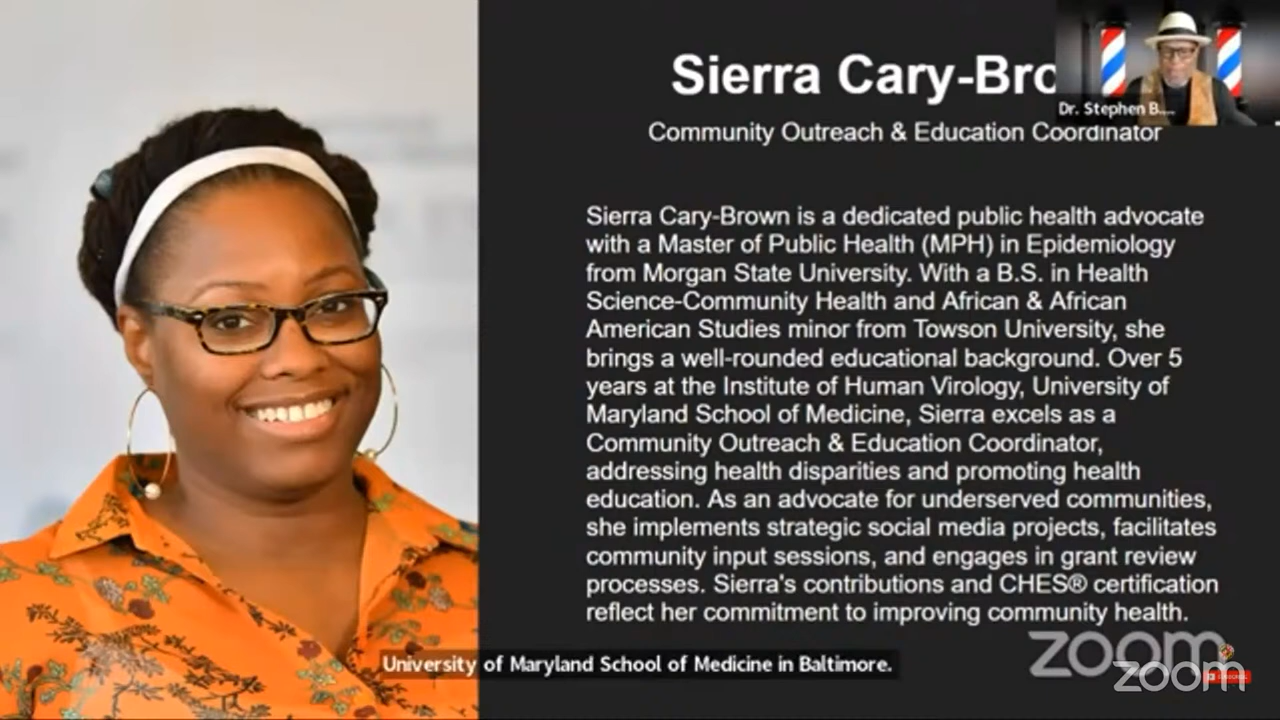 Sierra Cary-Bro
Dr. Stephen B....
Community Outreach & Education Coordinator
Sierra Cary-Brown is a dedicated public health advocate
with a Master of Public Health (MPH) in Epidemiology
from Morgan State University. With a B.S. in Health
Science-Community Health and African & African
American Studies minor from Towson University, she
brings a well-rounded educational background. Over 5
years at the Institute of Human Virology, University of
Maryland School of Medicine, Sierra excels as a
Community Outreach & Education Coordinator,
addressing health disparities and promoting health
education. As an advocate for underserved communities,
she implements strategic social media projects, facilitates
community input sessions, and engages in grant review
processes. Sierra's contributions and CHES® certification
reflect her commitment to improving community health.
University of Maryland School of Medicine in Baltimore.
zoom
zoom